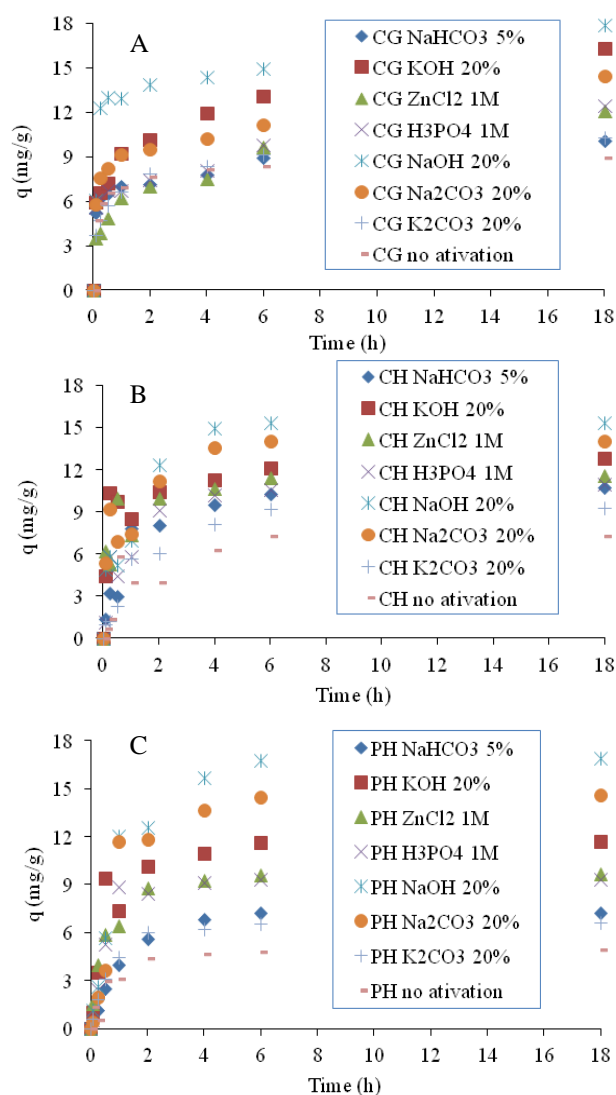 A
q (mg/g)
18
15
12
9
6
3
0
CG NaHCO3 5%
CG KOH 20%
CG ZnCl2 1M
CG H3PO4 1M
CG NaOH 20%
CG Na2CO3 20%
CG K2CO3 20%
CG no ativation
0 2 4 6 8 10 12 14 16 18
Time (h)
B
q (mg/g)
18
15
12
9
6
3
0
CH NaHCO3 5%
CH KOH 20%
CH ZnCl2 1M
CH H3PO4 1M
CH NaOH 20%
CH Na2CO3 20%
CH K2CO3 20%
CH no ativation
0 2 4 6 8 10 12 14 16 18
Time (h)
C
q (mg/g)
18
15
12
9
6
3
0
PH NaHCO3 5%
PH KOH 20%
PH ZnCl2 1M
PH H3PO4 1M
PH NaOH 20%
PH Na2CO3 20%
PH K2CO3 20%
PH no ativation
0 2 4 6 8 10 12 14 16 18
Time (h)